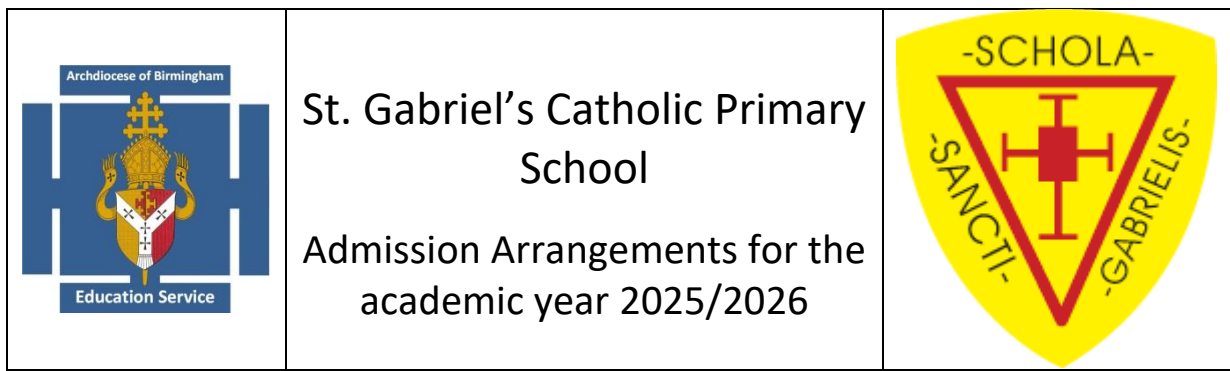 Archdiocese of Birmingham
Education Service
St. Gabriel’s Catholic Primary
School
Admission Arrangements for the
academic year 2025/2026
-SCHOLA-
-SANCTI-
-GABRIELIS-